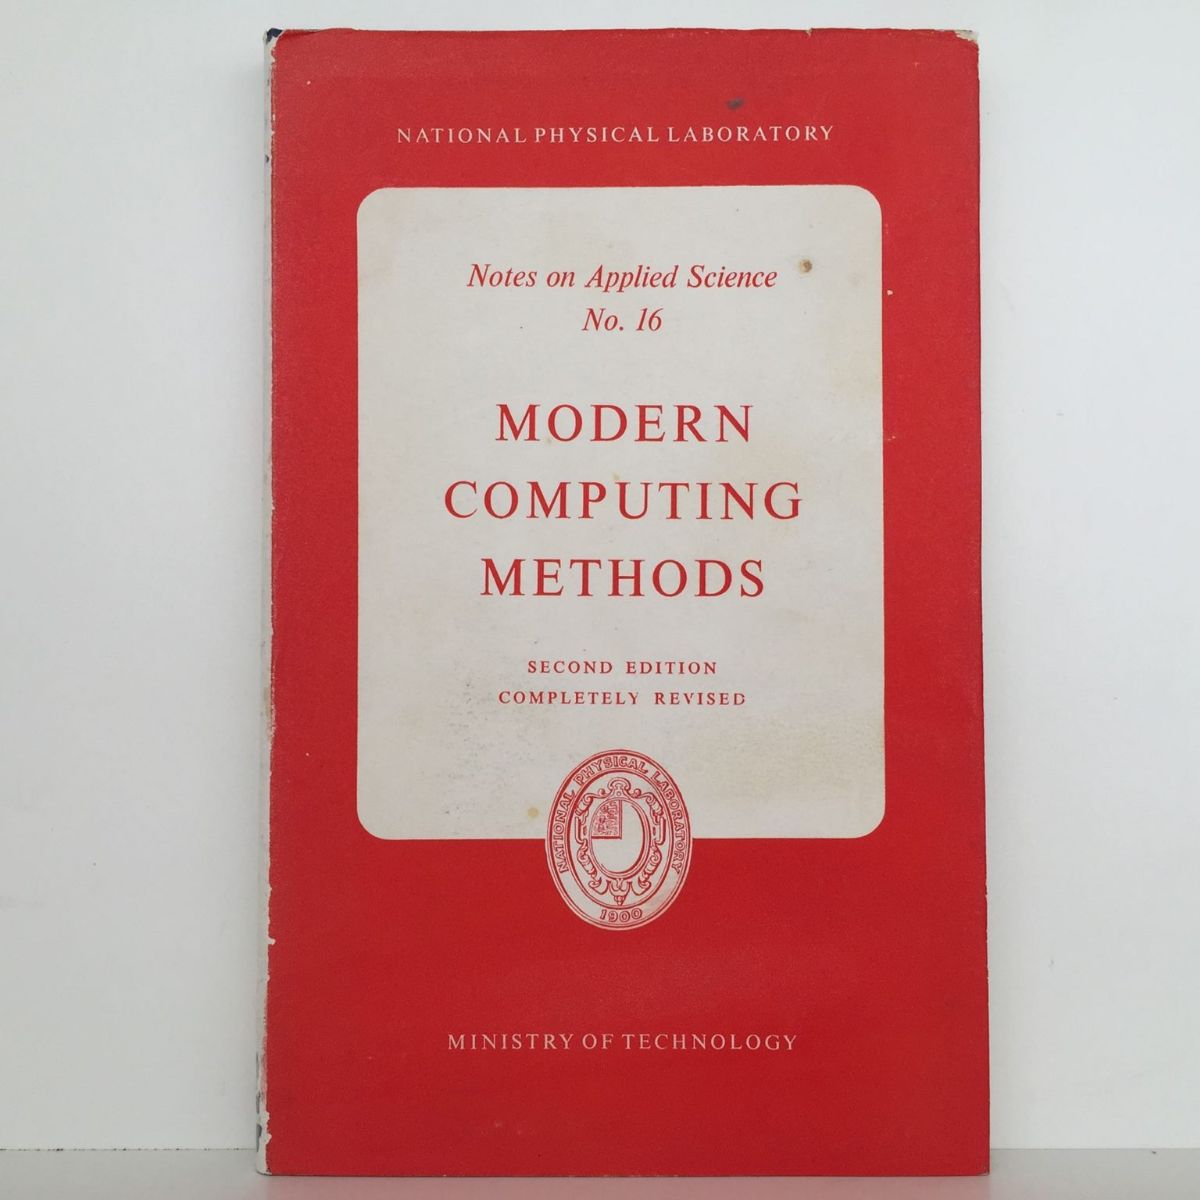 NATIONAL PHYSICAL LABORATORY
Notes on Applied Science
No. 16
MODERN
COMPUTING
METHODS
SECOND EDITION
COMPLETELY REVISED
NATIONAL PHYSICAL LABORATORY
1900
MINISTRY OF TECHNOLOGY